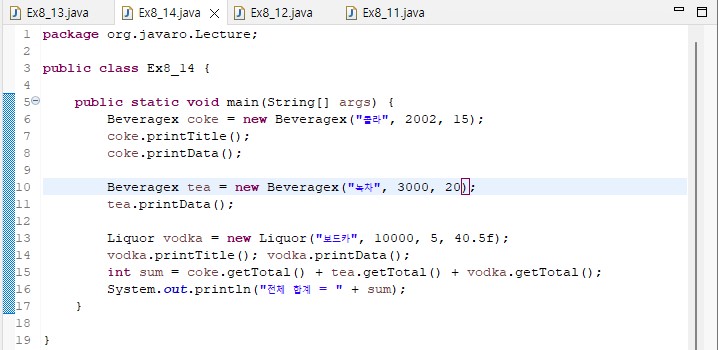 Ex8_13.java Ex8_14.java Ex8_12.java Ex8_11.java
1 package org.javaro.Lecture;
2
3 public class Ex8_14 {
4
5 public static void main(String[] args) {
6 Beveragex coke = new Beveragex("콜라", 2002, 15);
7 coke.printTitle();
8 coke.printData();
9
10 Beveragex tea = new Beveragex("녹차", 3000, 20);
11 tea.printData();
12
13 Liquor vodka = new Liquor("보드카", 10000, 5, 40.5f);
14 vodka.printTitle(); vodka.printData();
15 int sum = coke.getTotal() + tea.getTotal() + vodka.getTotal();
16 System.out.println("전체 합계 = " + sum);
17 }
18
19 }